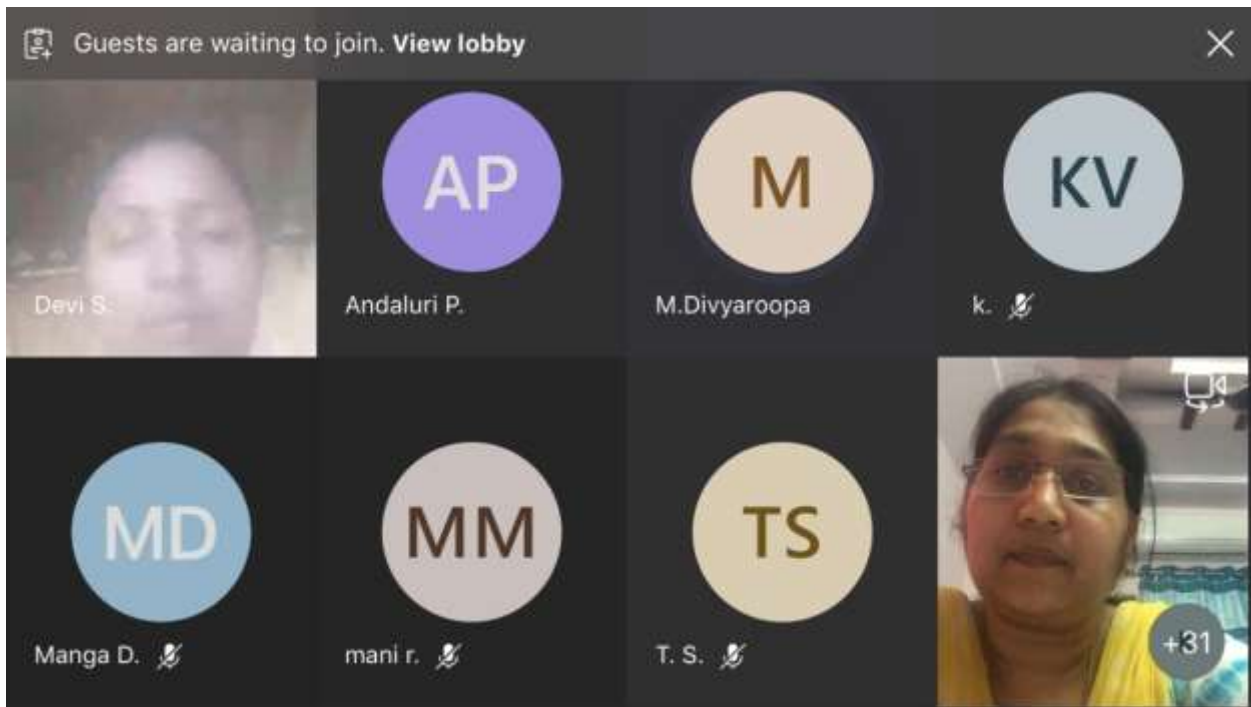 Guests are waiting to join. View lobby
AP
M
KV
Devi S.
Andaluri P.
M.Divyaroopa
k.
MD
MM
TS
+31
Manga D.
mani r.
T. S.